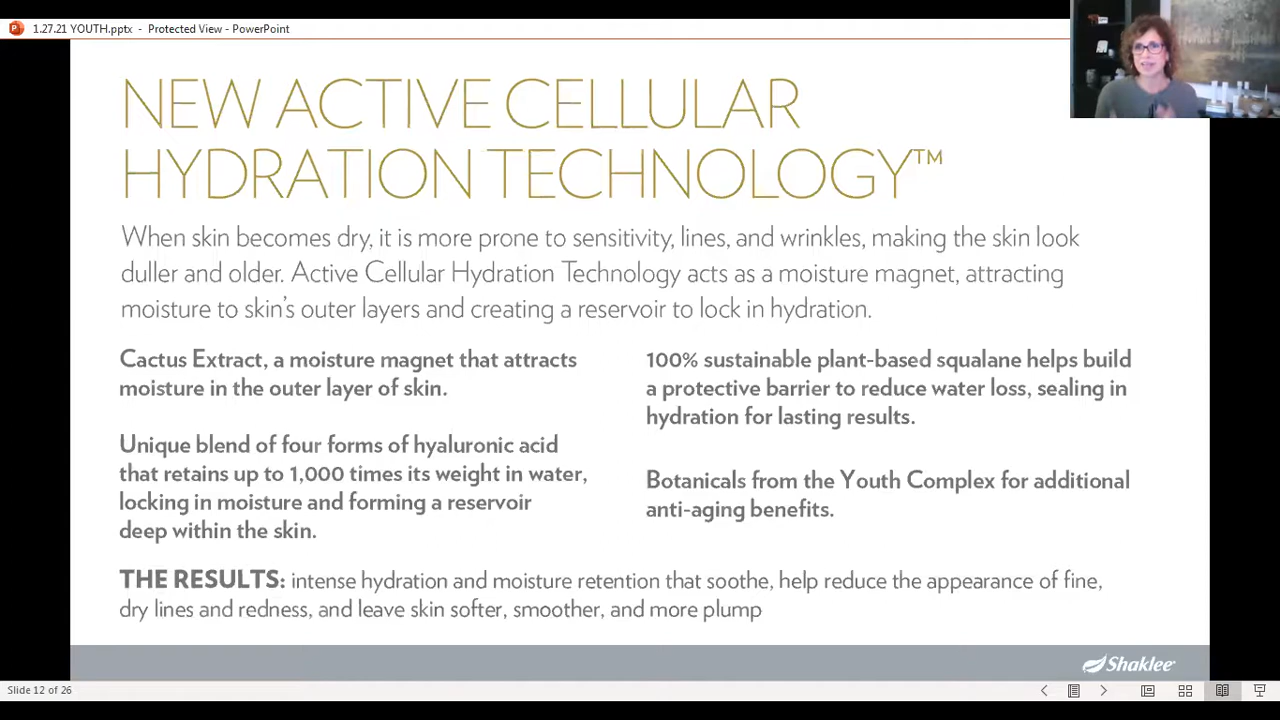 1.27.21 YOUTH.pptx - Protected View - PowerPoint
NEW ACTIVE CELLULAR
HYDRATION TECHNOLOGY™
When skin becomes dry, it is more prone to sensitivity, lines, and wrinkles, making the skin look
duller and older. Active Cellular Hydration Technology acts as a moisture magnet, attracting
moisture to skin's outer layers and creating a reservoir to lock in hydration.
Cactus Extract, a moisture magnet that attracts
moisture in the outer layer of skin.
Unique blend of four forms of hyaluronic acid
that retains up to 1,000 times its weight in water,
locking in moisture and forming a reservoir
deep within the skin.
100% sustainable plant-based squalane helps build
a protective barrier to reduce water loss, sealing in
hydration for lasting results.
Botanicals from the Youth Complex for additional
anti-aging benefits.
THE RESULTS: intense hydration and moisture retention that soothe, help reduce the appearance of fine,
dry lines and redness, and leave skin softer, smoother, and more plump
Shaklee
Slide 12 of 26